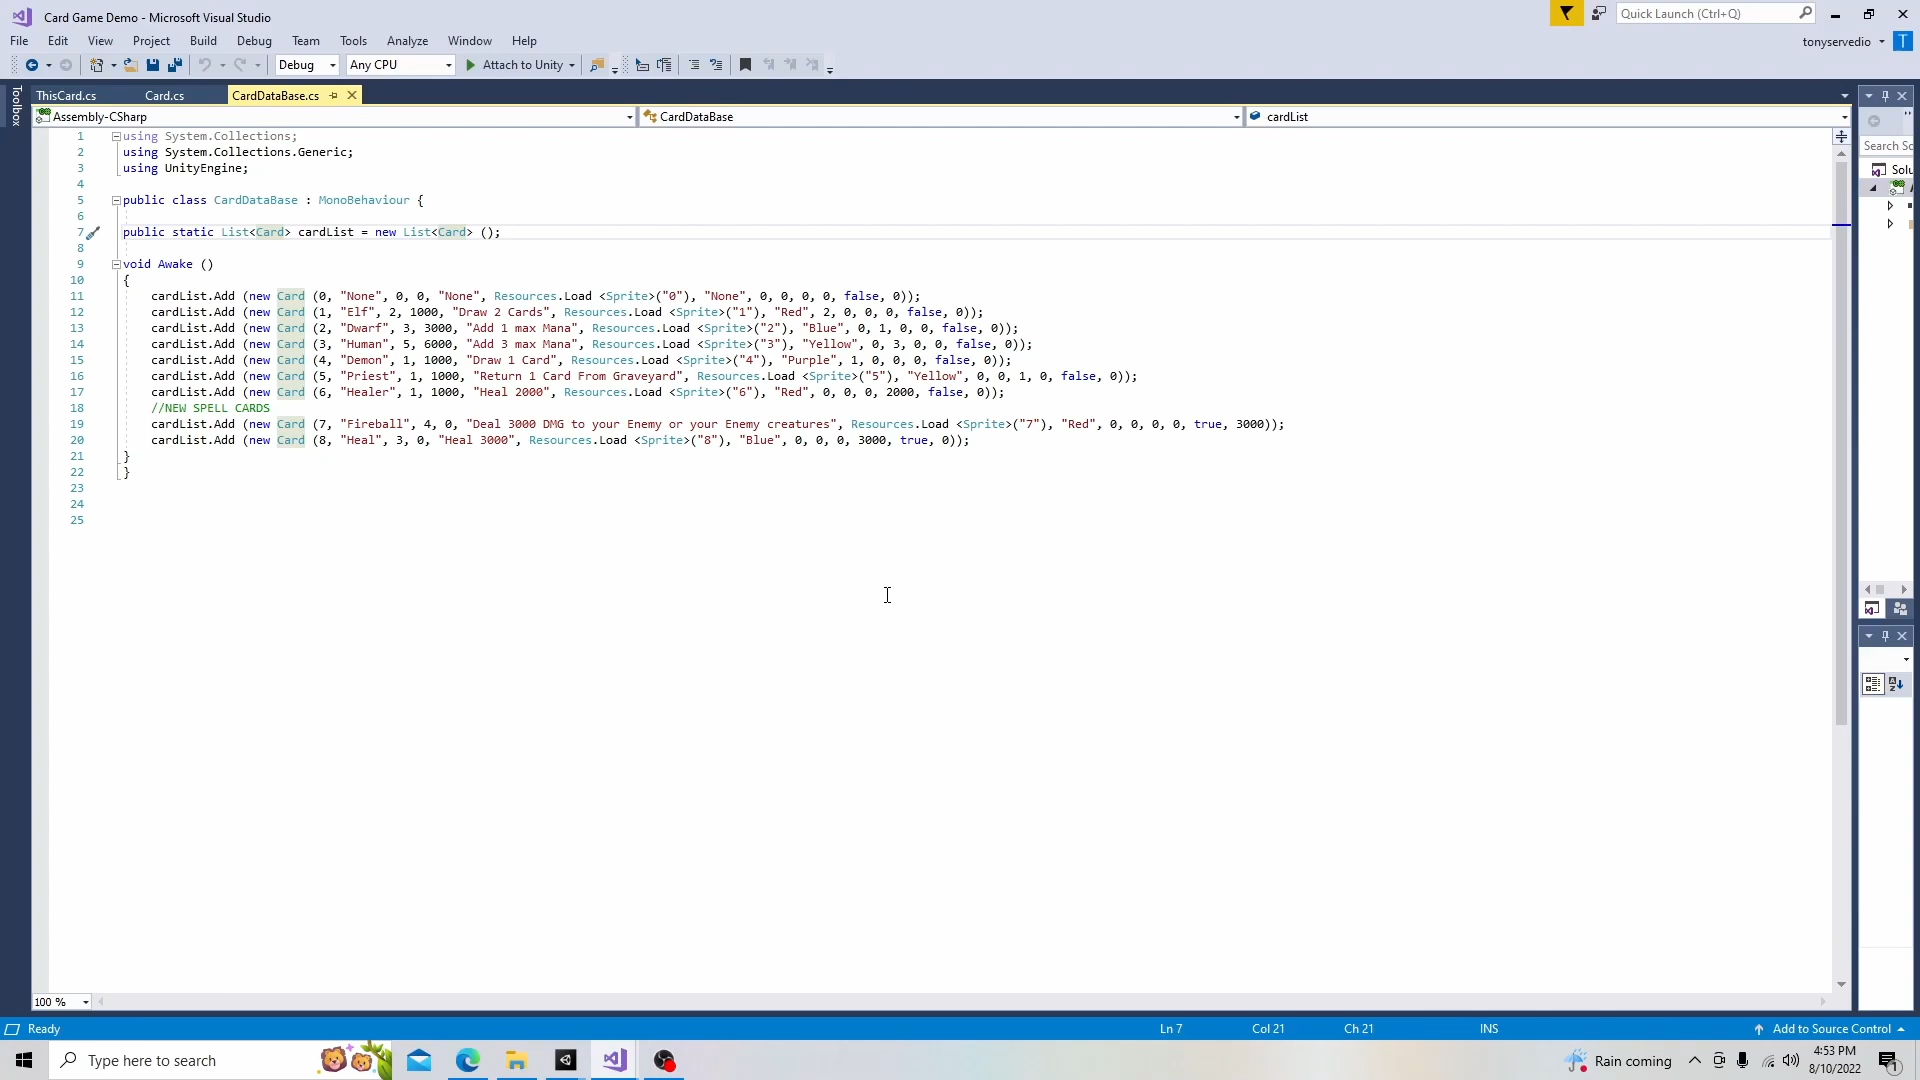 Card Game Demo - Microsoft Visual Studio
Quick Launch (Ctrl+Q)
File Edit View Project Build Debug Team Tools Analyze Window Help
tonyservedio T
Debug Any CPU Attach to Unity
Toolbox
ThisCard.cs Card.cs CardDataBase.cs
Assembly-CSharp CardDataBase cardList
1 using System.Collections;
2 using System.Collections.Generic;
3 using UnityEngine;
4
5 public class CardDataBase : MonoBehaviour {
6
7 public static List<Card> cardList = new List<Card> ();
8
9 void Awake ()
10 {
11 cardList.Add (new Card (0, "None", 0, 0, "None", Resources.Load <Sprite>("0"), "None", 0, 0, 0, 0, false, 0));
12 cardList.Add (new Card (1, "Elf", 2, 1000, "Draw 2 Cards", Resources.Load <Sprite>("1"), "Red", 2, 0, 0, 0, false, 0));
13 cardList.Add (new Card (2, "Dwarf", 3, 3000, "Add 1 max Mana", Resources.Load <Sprite>("2"), "Blue", 0, 1, 0, 0, false, 0));
14 cardList.Add (new Card (3, "Human", 5, 6000, "Add 3 max Mana", Resources.Load <Sprite>("3"), "Yellow", 0, 3, 0, 0, false, 0));
15 cardList.Add (new Card (4, "Demon", 1, 1000, "Draw 1 Card", Resources.Load <Sprite>("4"), "Purple", 1, 0, 0, 0, false, 0));
16 cardList.Add (new Card (5, "Priest", 1, 1000, "Return 1 Card From Graveyard", Resources.Load <Sprite>("5"), "Yellow", 0, 0, 1, 0, false, 0));
17 cardList.Add (new Card (6, "Healer", 1, 1000, "Heal 2000", Resources.Load <Sprite>("6"), "Red", 0, 0, 0, 2000, false, 0));
18 //NEW SPELL CARDS
19 cardList.Add (new Card (7, "Fireball", 4, 0, "Deal 3000 DMG to your Enemy or your Enemy creatures", Resources.Load <Sprite>("7"), "Red", 0, 0, 0, 0, true, 3000));
20 cardList.Add (new Card (8, "Heal", 3, 0, "Heal 3000", Resources.Load <Sprite>("8"), "Blue", 0, 0, 0, 3000, true, 0));
21 }
22 }
23
24
25
Search So
Solu
100 %
Ready Ln 7 Col 21 Ch 21 INS Add to Source Control
Type here to search Rain coming 4:53 PM
8/10/2022
1